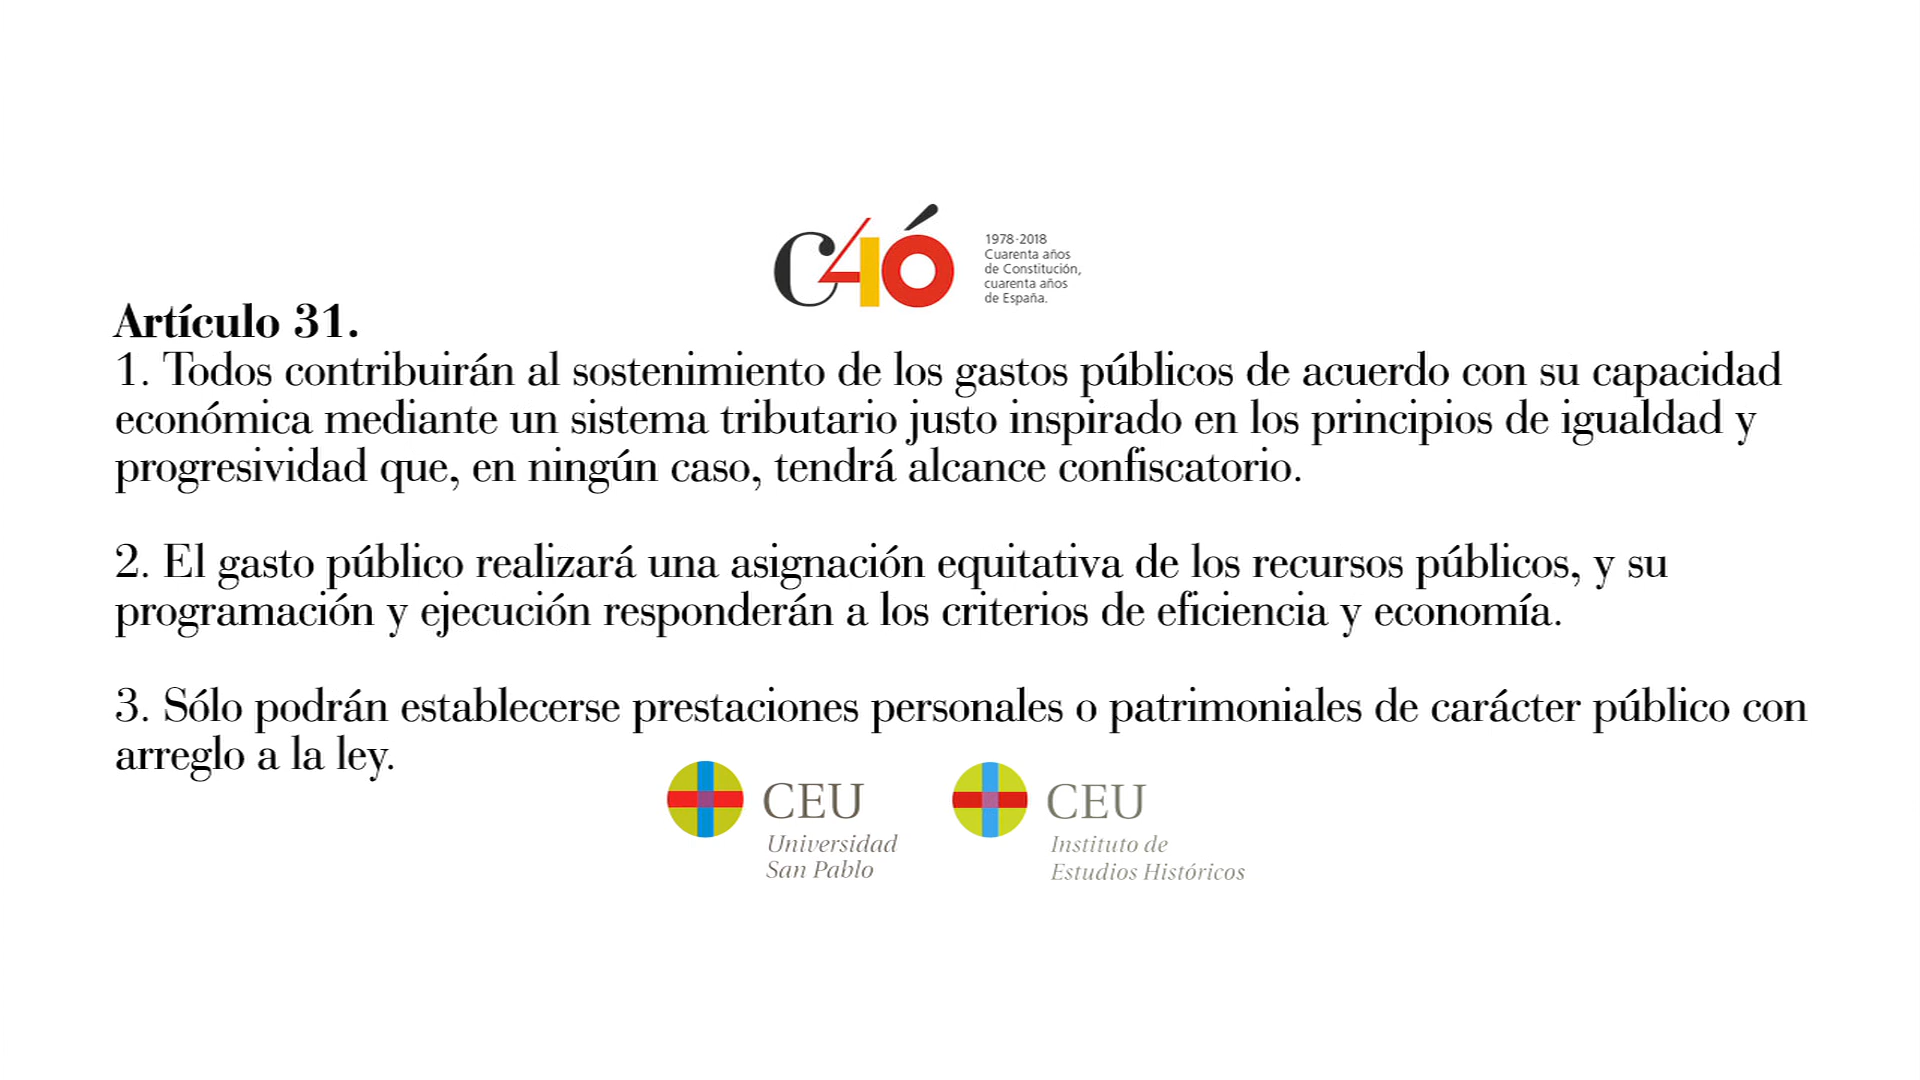 C40
1978-2018
Cuarenta años
de Constitución,
cuarenta años
de España.
Artículo 31.
1. Todos contribuirán al sostenimiento de los gastos públicos de acuerdo con su capacidad
económica mediante un sistema tributario justo inspirado en los principios de igualdad y
progresividad que, en ningún caso, tendrá alcance confiscatorio.
2. El gasto público realizará una asignación equitativa de los recursos públicos, y su
programación y ejecución responderán a los criterios de eficiencia y economía.
3. Sólo podrán establecerse prestaciones personales o patrimoniales de carácter público con
arreglo a la ley.
CEU
Universidad
San Pablo
CEU
Instituto de
Estudios Históricos